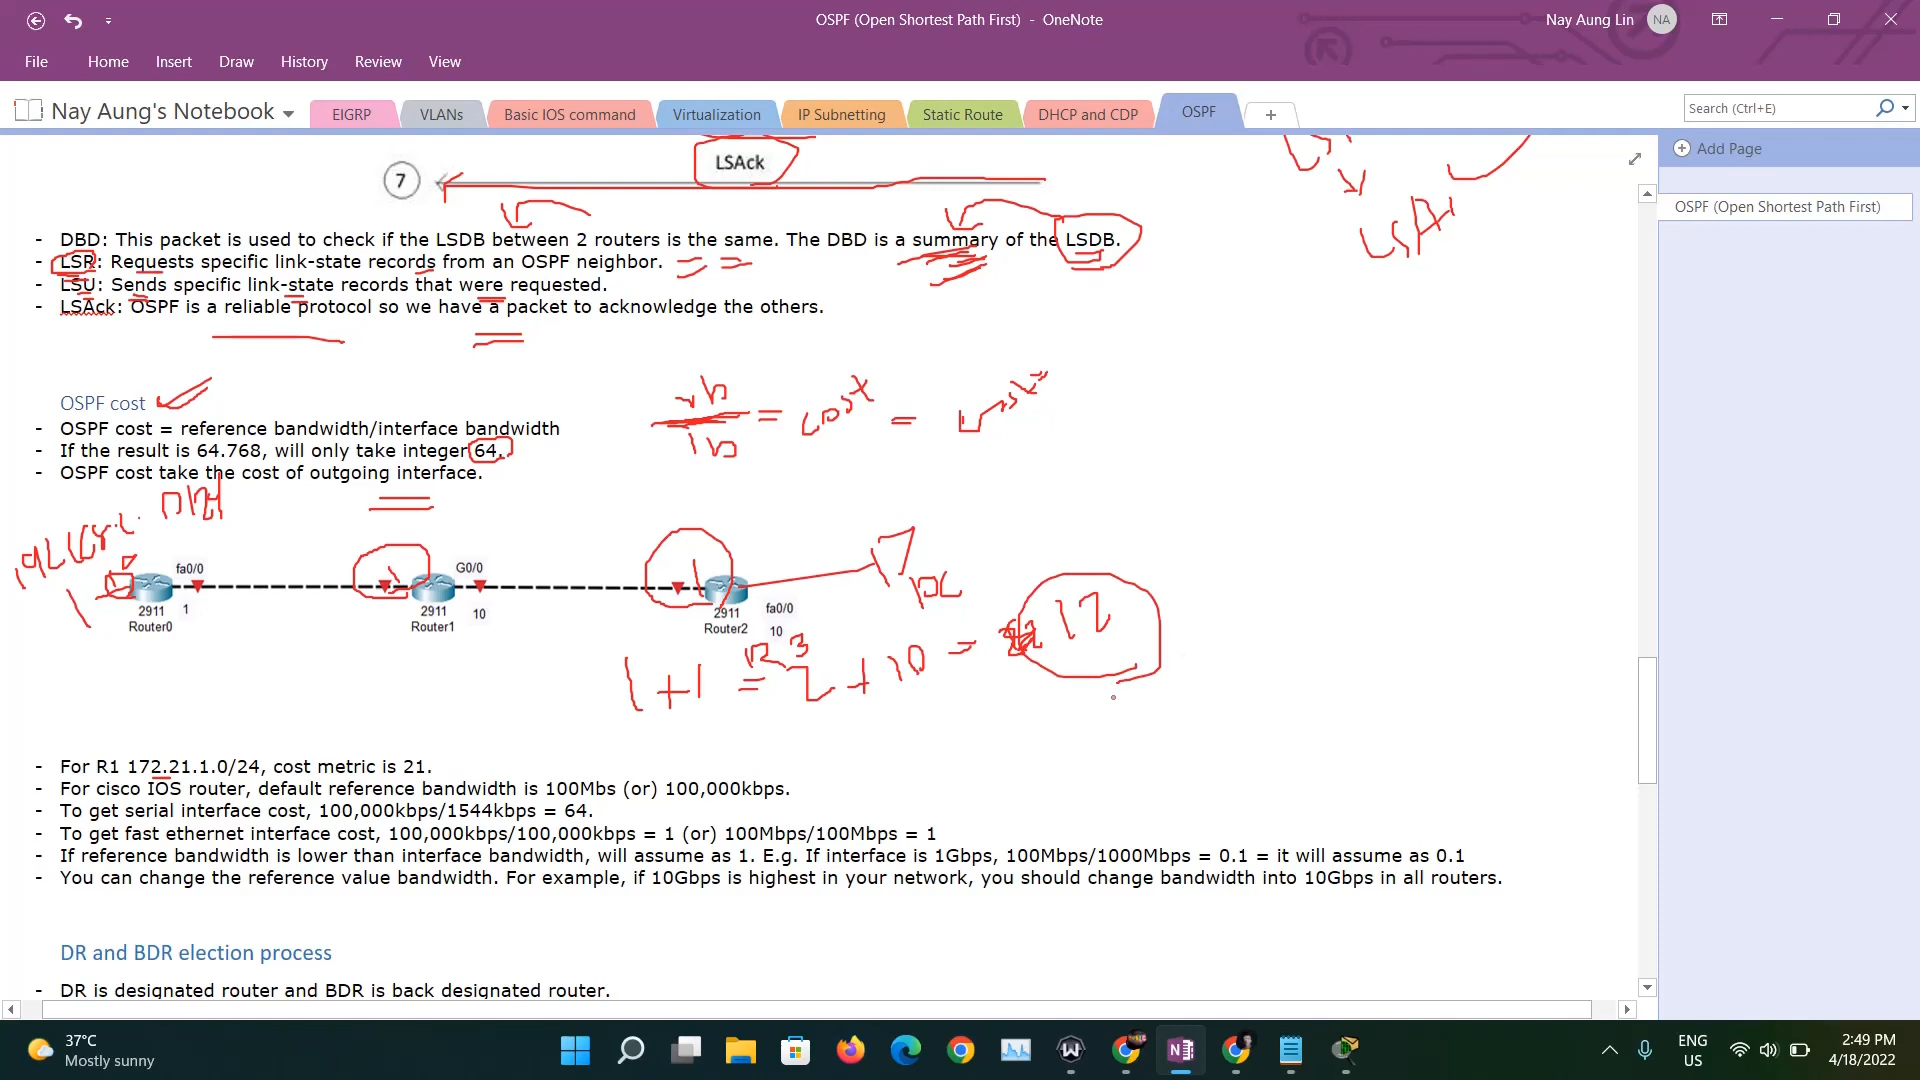 OSPF (Open Shortest Path First) - OneNote
Nay Aung Lin NA
File Home Insert Draw History Review View
Nay Aung's Notebook EIGRP VLANs Basic IOS command Virtualization IP Subnetting Static Route DHCP and CDP OSPF +
Search (Ctrl+E)
Add Page
OSPF (Open Shortest Path First)
LSAck
7
- DBD: This packet is used to check if the LSDB between 2 routers is the same. The DBD is a summary of the LSDB.
- LSR: Requests specific link-state records from an OSPF neighbor.
- LSU: Sends specific link-state records that were requested.
- LSAck: OSPF is a reliable protocol so we have a packet to acknowledge the others.
OSPF cost
= cost =
- OSPF cost = reference bandwidth/interface bandwidth
- If the result is 64.768, will only take integer 64.
- OSPF cost take the cost of outgoing interface.
fa0/0 G0/0
1 10
2911 2911 2911 fa0/0
Router0 Router1 Router2 10
1+1 = 2+10 = 12
- For R1 172.21.1.0/24, cost metric is 21.
- For cisco IOS router, default reference bandwidth is 100Mbs (or) 100,000kbps.
- To get serial interface cost, 100,000kbps/1544kbps = 64.
- To get fast ethernet interface cost, 100,000kbps/100,000kbps = 1 (or) 100Mbps/100Mbps = 1
- If reference bandwidth is lower than interface bandwidth, will assume as 1. E.g. If interface is 1Gbps, 100Mbps/1000Mbps = 0.1 = it will assume as 0.1
- You can change the reference value bandwidth. For example, if 10Gbps is highest in your network, you should change bandwidth into 10Gbps in all routers.
DR and BDR election process
- DR is designated router and BDR is back designated router.
37°C
Mostly sunny
ENG
US
2:49 PM
4/18/2022